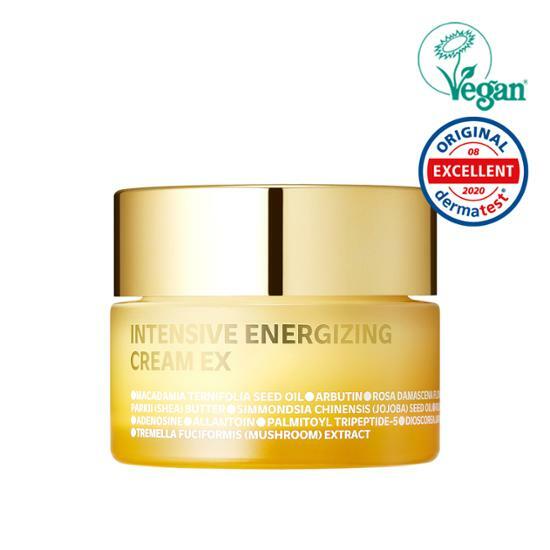 Vegan
ORIGINAL
08
EXCELLENT
2020
dermatest®
INTENSIVE ENERGIZING
CREAM EX
●MACADAMIA TERNIFOLIA SEED OIL●ARBUTIN●ROSA DAMASCENA
PARKII (SHEA) BUTTER●SIMMONDSIA CHINENSIS (JOJOBA) SEED OIL●
●ADENOSINE●ALLANTOIN●PALMITOYL TRIPEPTIDE-5●DIOSCOREA
●TREMELLA FUCIFORMIS (MUSHROOM) EXTRACT